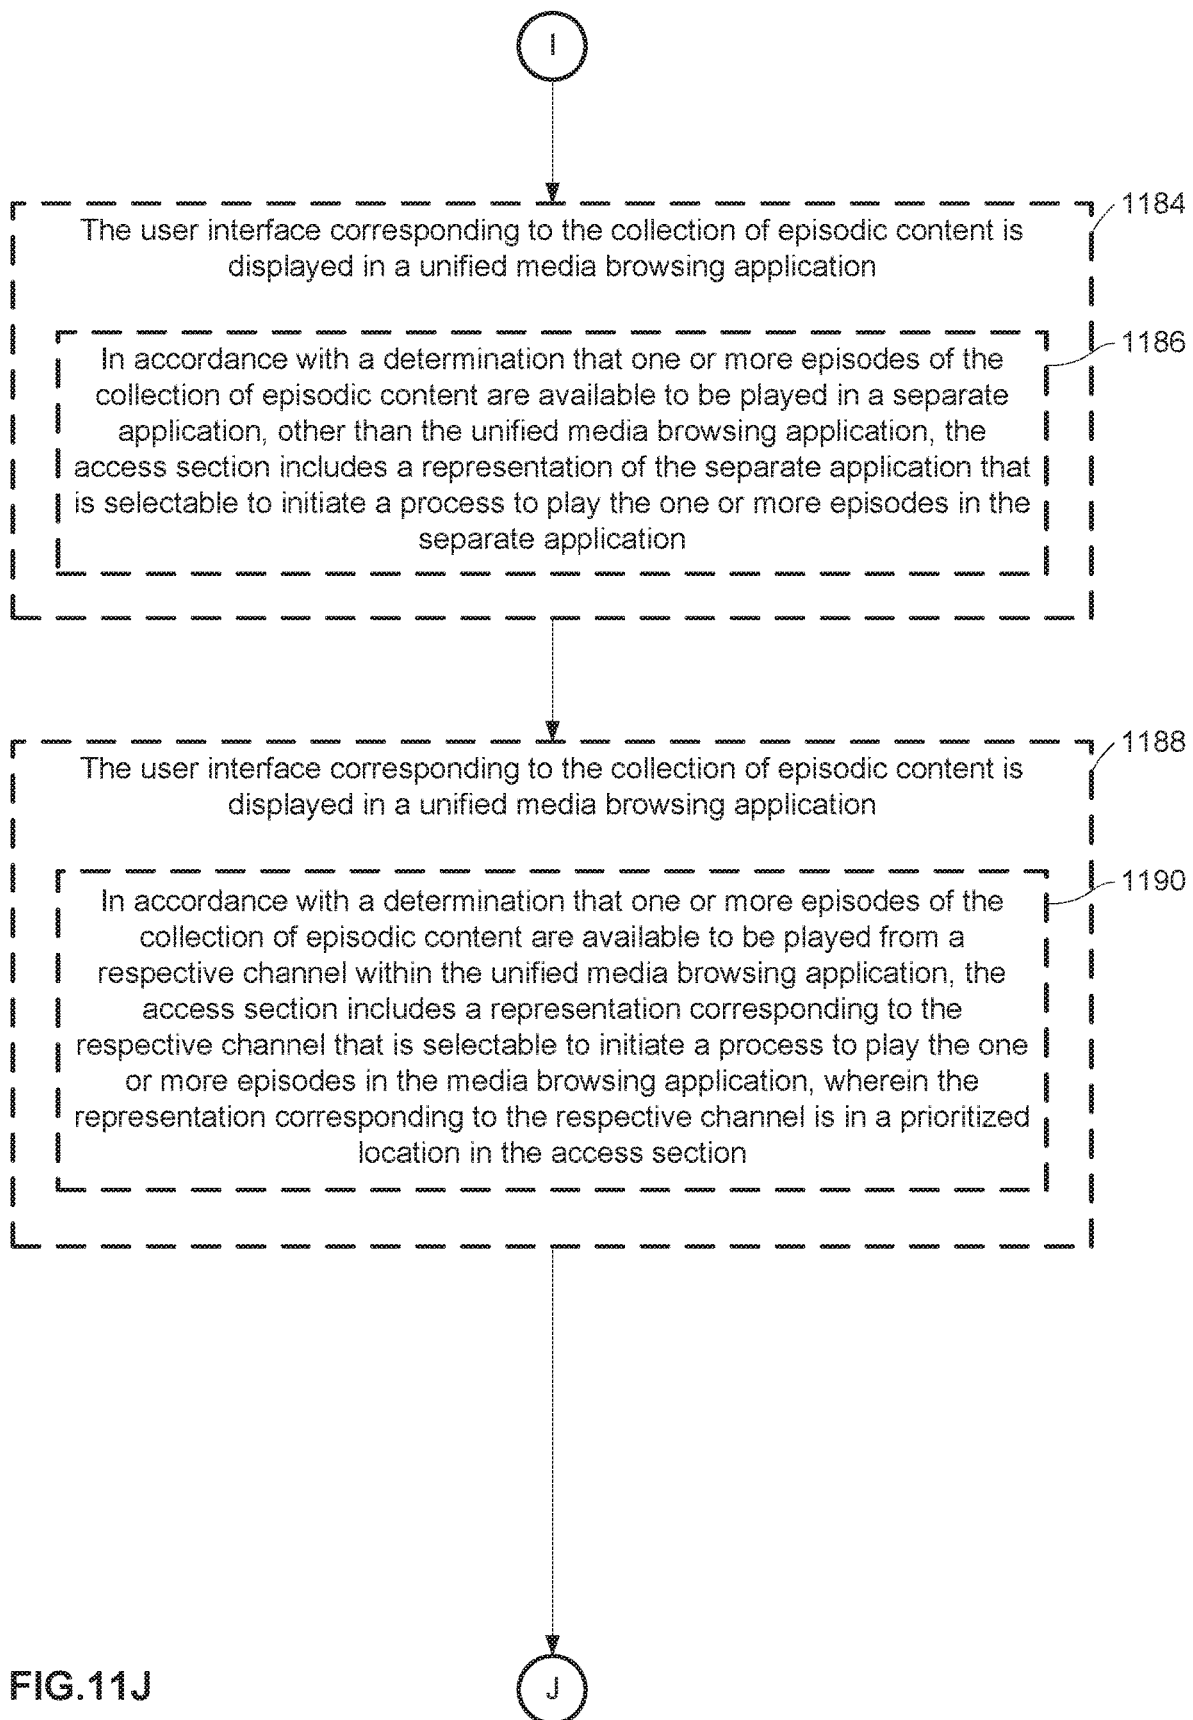 I
1184
The user interface corresponding to the collection of episodic content is
displayed in a unified media browsing application
1186
In accordance with a determination that one or more episodes of the
collection of episodic content are available to be played in a separate
application, other than the unified media browsing application, the
access section includes a representation of the separate application that
is selectable to initiate a process to play the one or more episodes in the
separate application
1188
The user interface corresponding to the collection of episodic content is
displayed in a unified media browsing application
1190
In accordance with a determination that one or more episodes of the
collection of episodic content are available to be played from a
respective channel within the unified media browsing application, the
access section includes a representation corresponding to the
respective channel that is selectable to initiate a process to play the one
or more episodes in the media browsing application, wherein the
representation corresponding to the respective channel is in a prioritized
location in the access section
FIG.11J
J